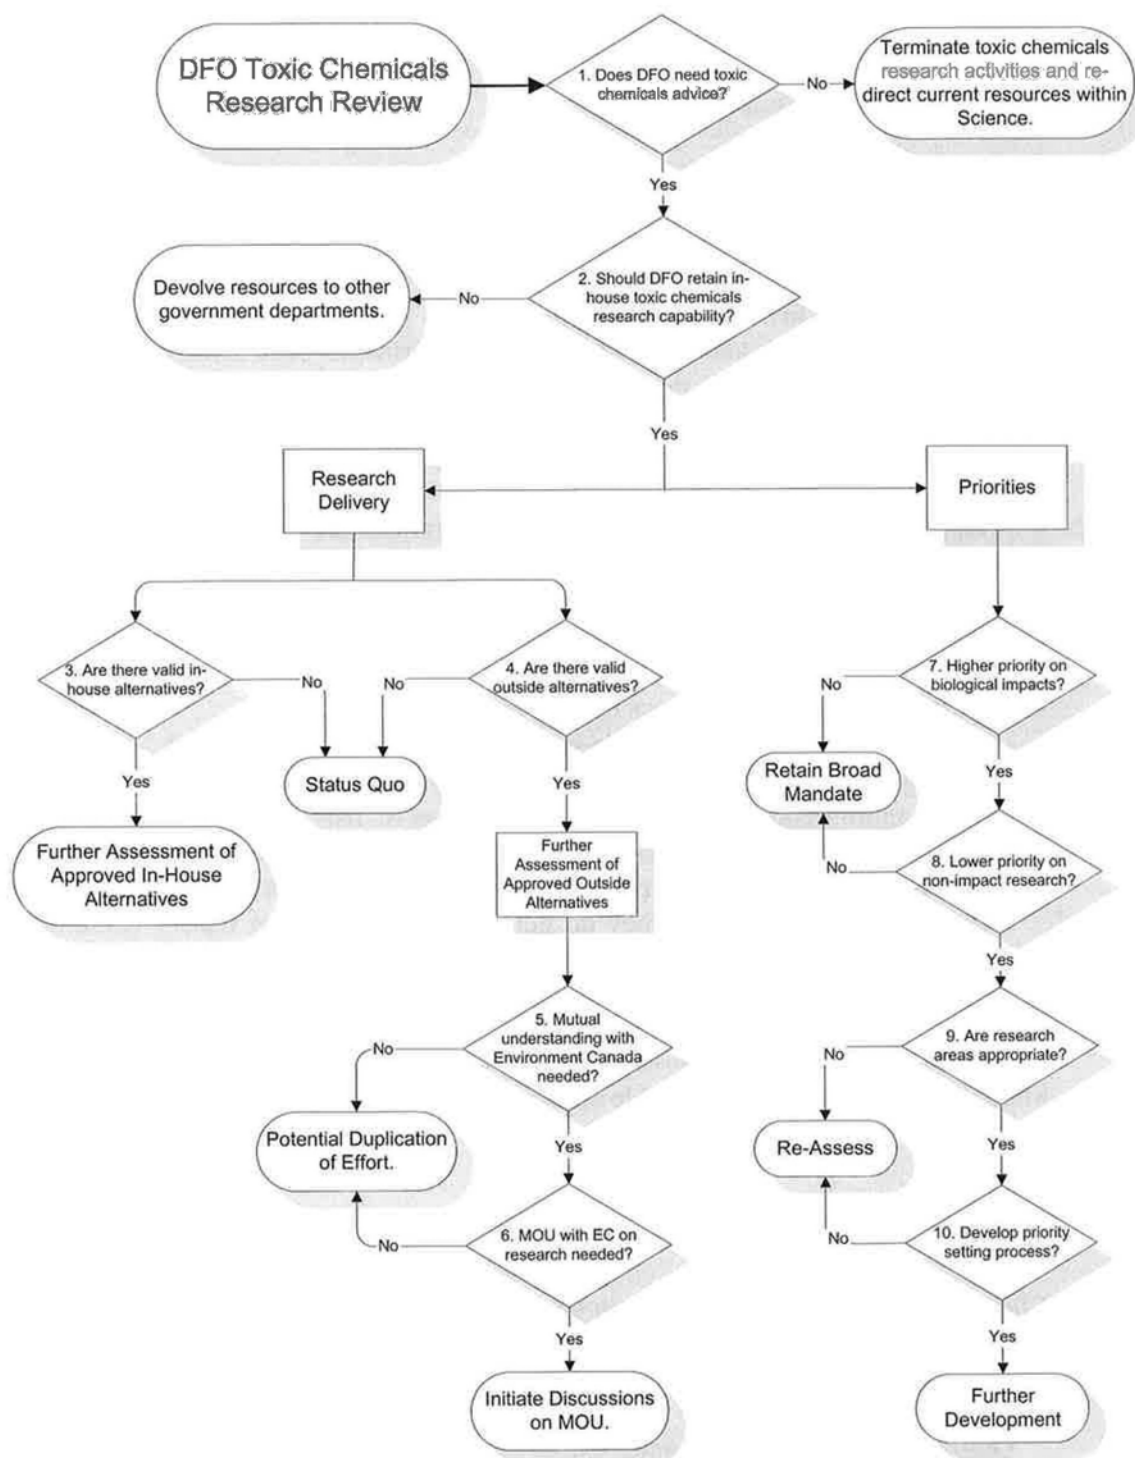 DFO Toxic Chemicals
Research Review
1. Does DFO need toxic
chemicals advice?
No
Terminate toxic chemicals
research activities and re-
direct current resources within
Science.
Yes
2. Should DFO retain in-
house toxic chemicals
research capability?
No
Devolve resources to other
government departments.
Yes
Research
Delivery
Priorities
3. Are there valid in-
house alternatives?
No
Yes
Further Assessment of
Approved In-House
Alternatives
4. Are there valid
outside alternatives?
No
Status Quo
Yes
Further
Assessment of
Approved Outside
Alternatives
5. Mutual
understanding with
Environment Canada
needed?
No
Potential Duplication
of Effort.
Yes
6. MOU with EC on
research needed?
No
Yes
Initiate Discussions
on MOU.
7. Higher priority on
biological impacts?
No
Retain Broad
Mandate
Yes
8. Lower priority on
non-impact research?
No
Yes
9. Are research
areas appropriate?
No
Re-Assess
Yes
10. Develop priority
setting process?
No
Yes
Further
Development